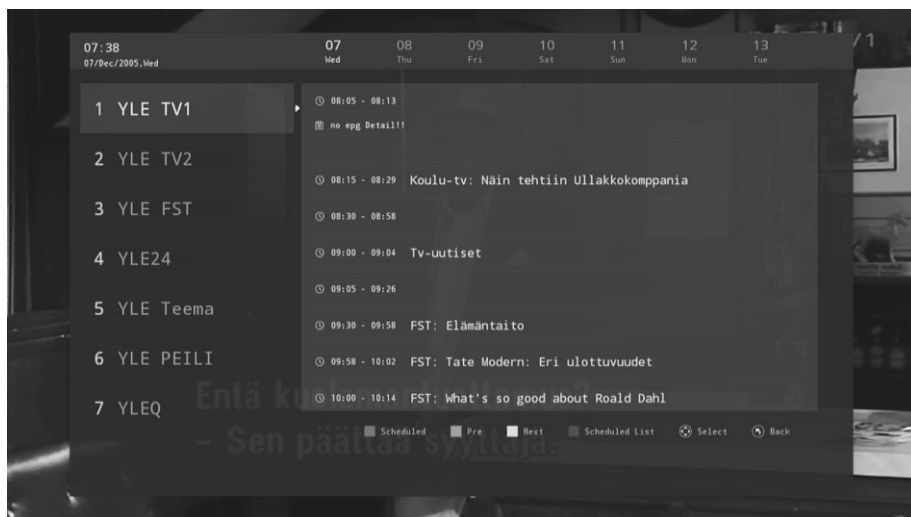 /1
07:38
07/Dec/2005,Wed
07 08 09 10 11 12 13
Wed Thu Fri Sat Sun Mon Tue
1 YLE TV1
2 YLE TV2
3 YLE FST
4 YLE24
5 YLE Teema
6 YLE PEILI
7 YLEQ
08:05 - 08:13
no epg Detail!!
08:15 - 08:29 Koulu-tv: Näin tehtiin Ullakkokomppania
08:30 - 08:58
09:00 - 09:04 Tv-uutiset
09:05 - 09:26
09:30 - 09:58 FST: Elämäntaito
09:58 - 10:02 FST: Tate Modern: Eri ulottuvuudet
10:00 - 10:14 FST: What's so good about Roald Dahl
Scheduled Pre Next Scheduled List Select Back
Entä kuolemantuottamus?
- Sen päättää syyttäjä.